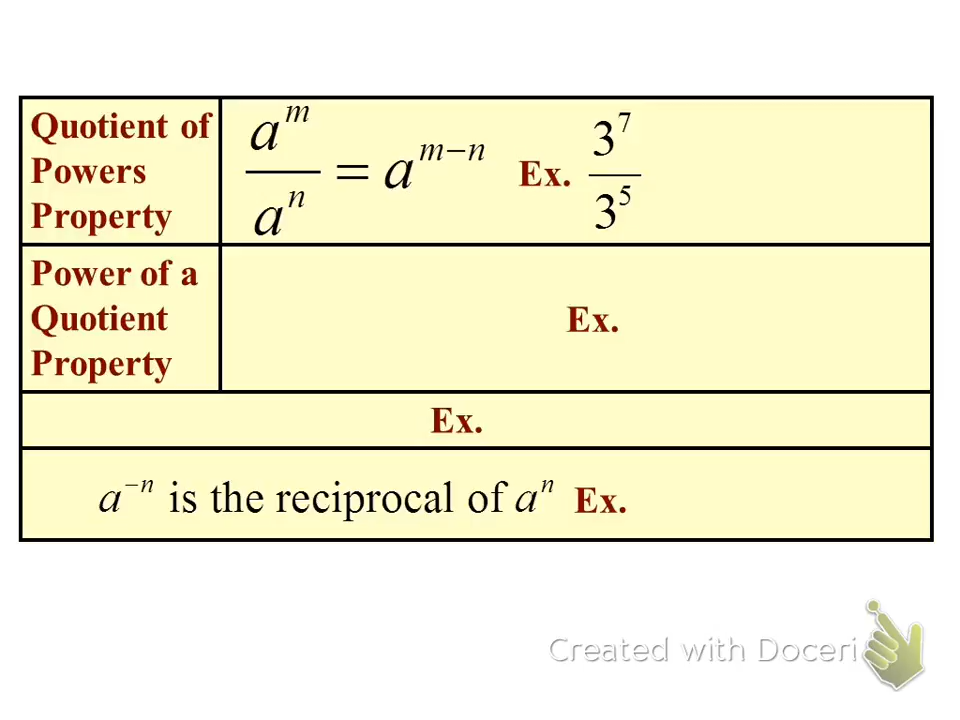 Quotient of
Powers
Property
a^m / a^n = a^{m−n} Ex. 3^7 / 3^5
Power of a
Quotient
Property
Ex.
Ex.
a^{−n} is the reciprocal of a^n Ex.
Created with Doceri